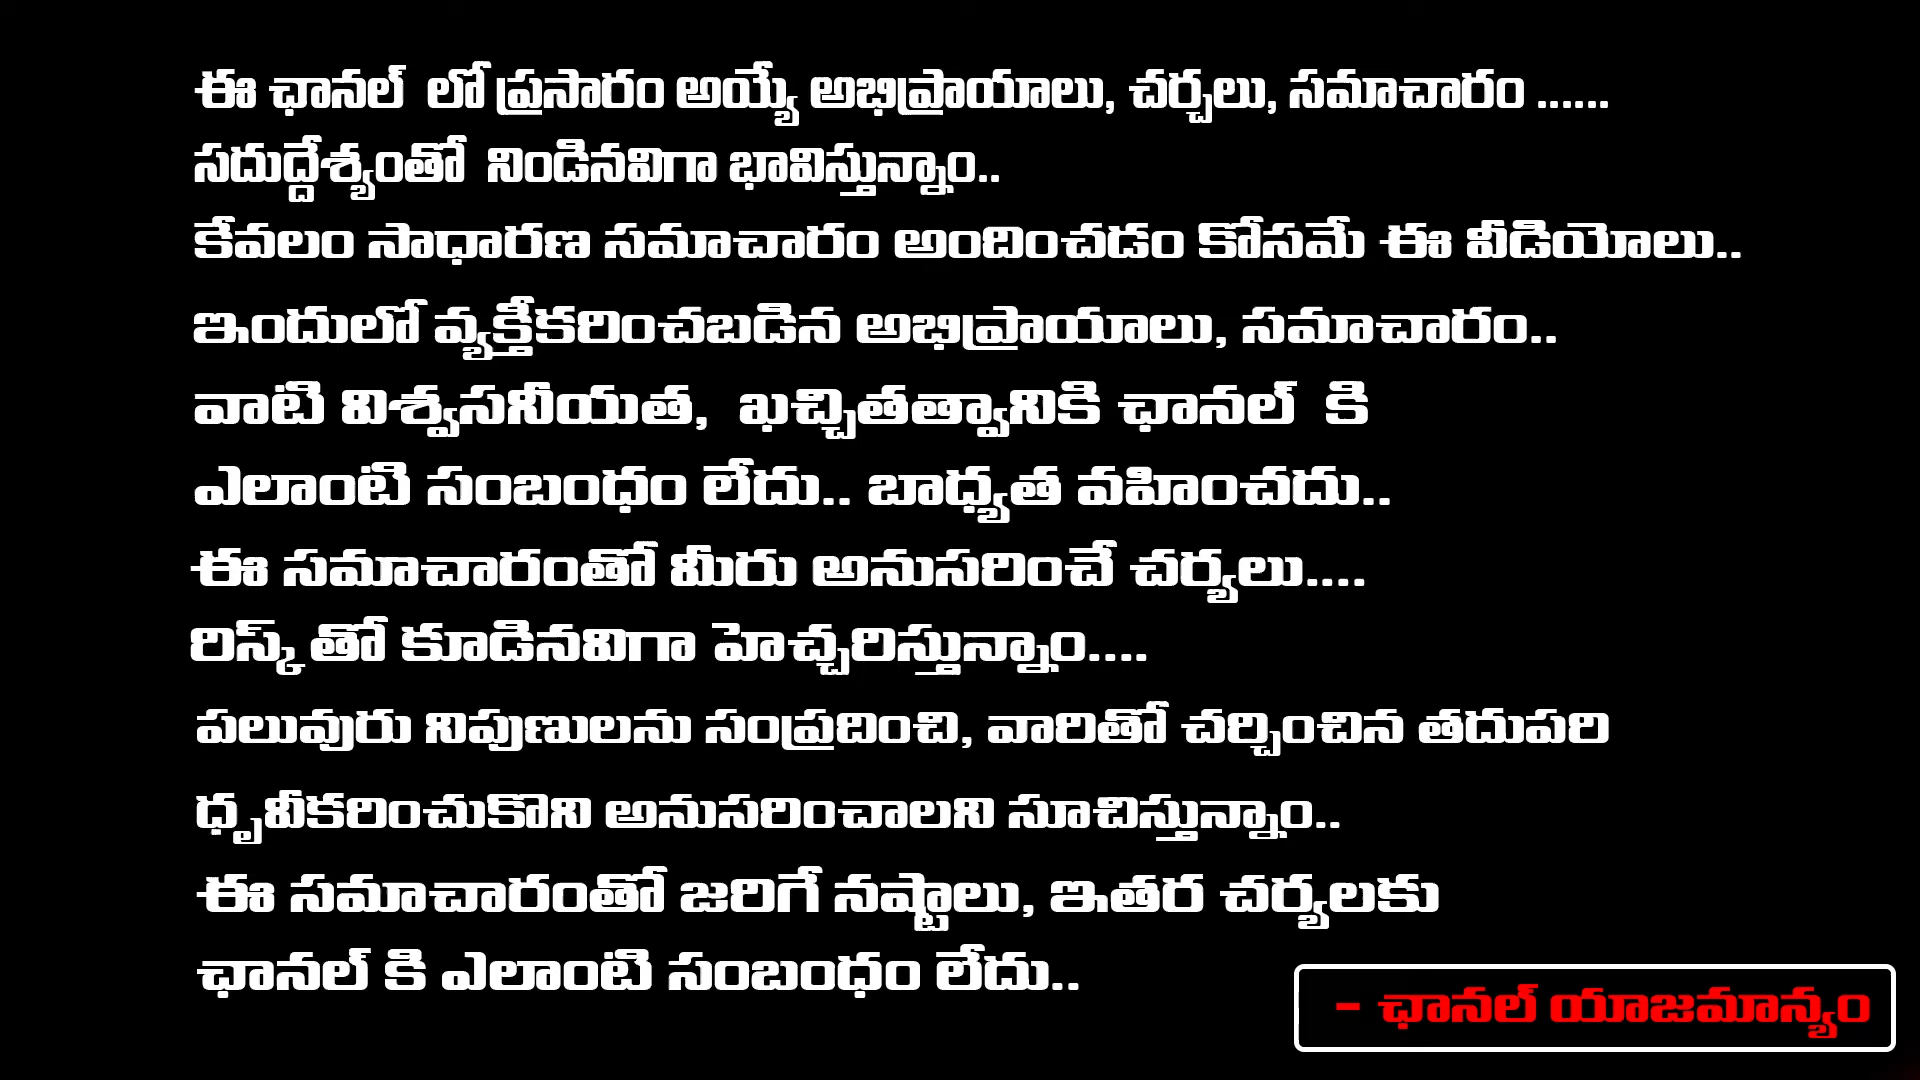 ఈ ఛానల్ లో ప్రసారం అయ్యే అభిప్రాయాలు, చర్చలు, సమాచారం ......
సదుద్దేశ్యంతో నిండినవిగా భావిస్తున్నాం..
కేవలం సాధారణ సమాచారం అందించడం కోసమే ఈ వీడియోలు..
ఇందులో వ్యక్తీకరించబడిన అభిప్రాయాలు, సమాచారం..
వాటి విశ్వసనీయత, ఖచ్చితత్వానికి ఛానల్ కి
ఎలాంటి సంబంధం లేదు.. బాధ్యత వహించదు..
ఈ సమాచారంతో మీరు అనుసరించే చర్యలు....
రిస్క్ తో కూడినవిగా హెచ్చరిస్తున్నాం....
పలువురు నిపుణులను సంప్రదించి, వారితో చర్చించిన తదుపరి
ధృవీకరించుకొని అనుసరించాలని సూచిస్తున్నాం..
ఈ సమాచారంతో జరిగే నష్టాలు, ఇతర చర్యలకు
ఛానల్ కి ఎలాంటి సంబంధం లేదు..
- ఛానల్ యాజమాన్యం